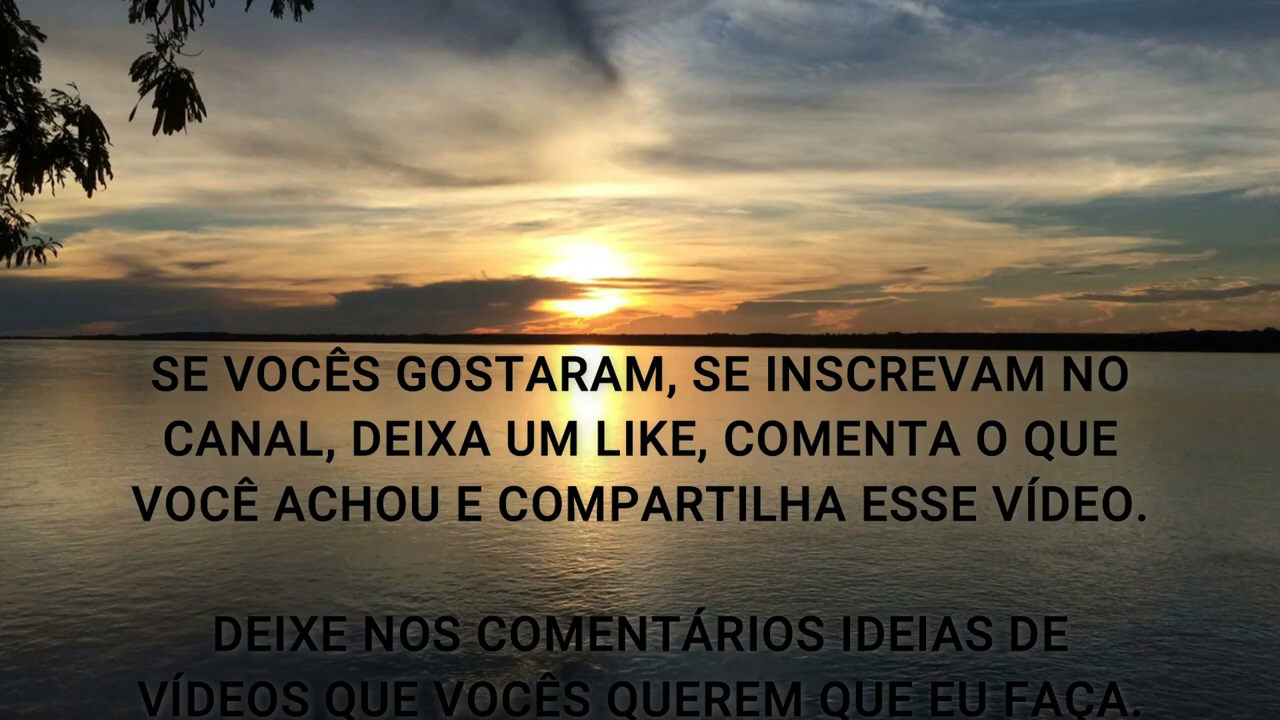 SE VOCÊS GOSTARAM, SE INSCREVAM NO
CANAL, DEIXA UM LIKE, COMENTA O QUE
VOCÊ ACHOU E COMPARTILHA ESSE VÍDEO.
DEIXE NOS COMENTÁRIOS IDEIAS DE
VÍDEOS QUE VOCÊS QUEREM QUE EU FAÇA.